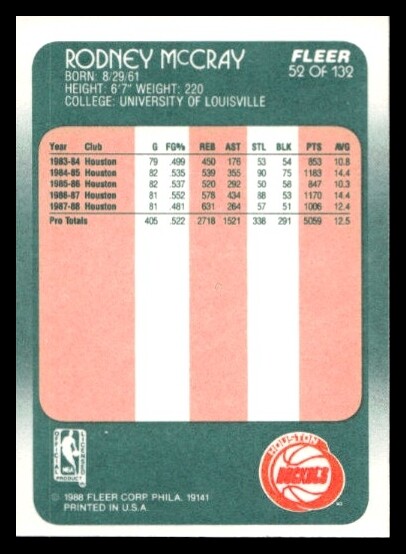 RODNEY McCRAY
FLEER
52 OF 132
BORN: 8/29/61
HEIGHT: 6'7" WEIGHT: 220
COLLEGE: UNIVERSITY OF LOUISVILLE
Year Club G FG% REB AST STL BLK PTS AVG
1983-84 Houston 79 .499 450 176 53 54 853 10.8
1984-85 Houston 82 .535 539 355 90 75 1183 14.4
1985-86 Houston 82 .537 520 292 50 58 847 10.3
1986-87 Houston 81 .552 578 434 88 53 1170 14.4
1987-88 Houston 81 .481 631 264 57 51 1006 12.4
Pro Totals 405 .522 2718 1521 338 291 5059 12.5
OFFICIAL LICENSED
NBA
PRODUCT
HOUSTON
ROCKETS
© 1988 FLEER CORP. PHILA. 19141
PRINTED IN U.S.A.